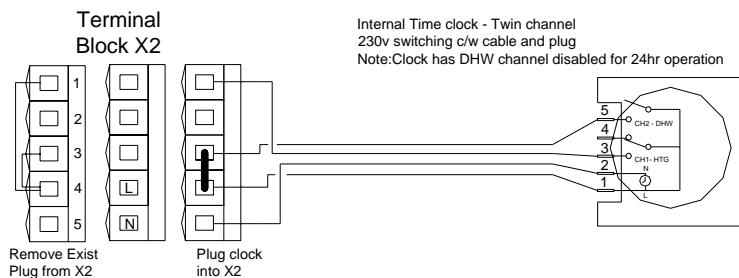 Terminal
Block X2
Internal Time clock - Twin channel
230v switching c/w cable and plug
Note:Clock has DHW channel disabled for 24hr operation
1
2
3
4
5
L
N
5
4
3
2
1
CH2 - DHW
CH1- HTG
N
L
Remove Exist
Plug from X2
Plug clock
into X2